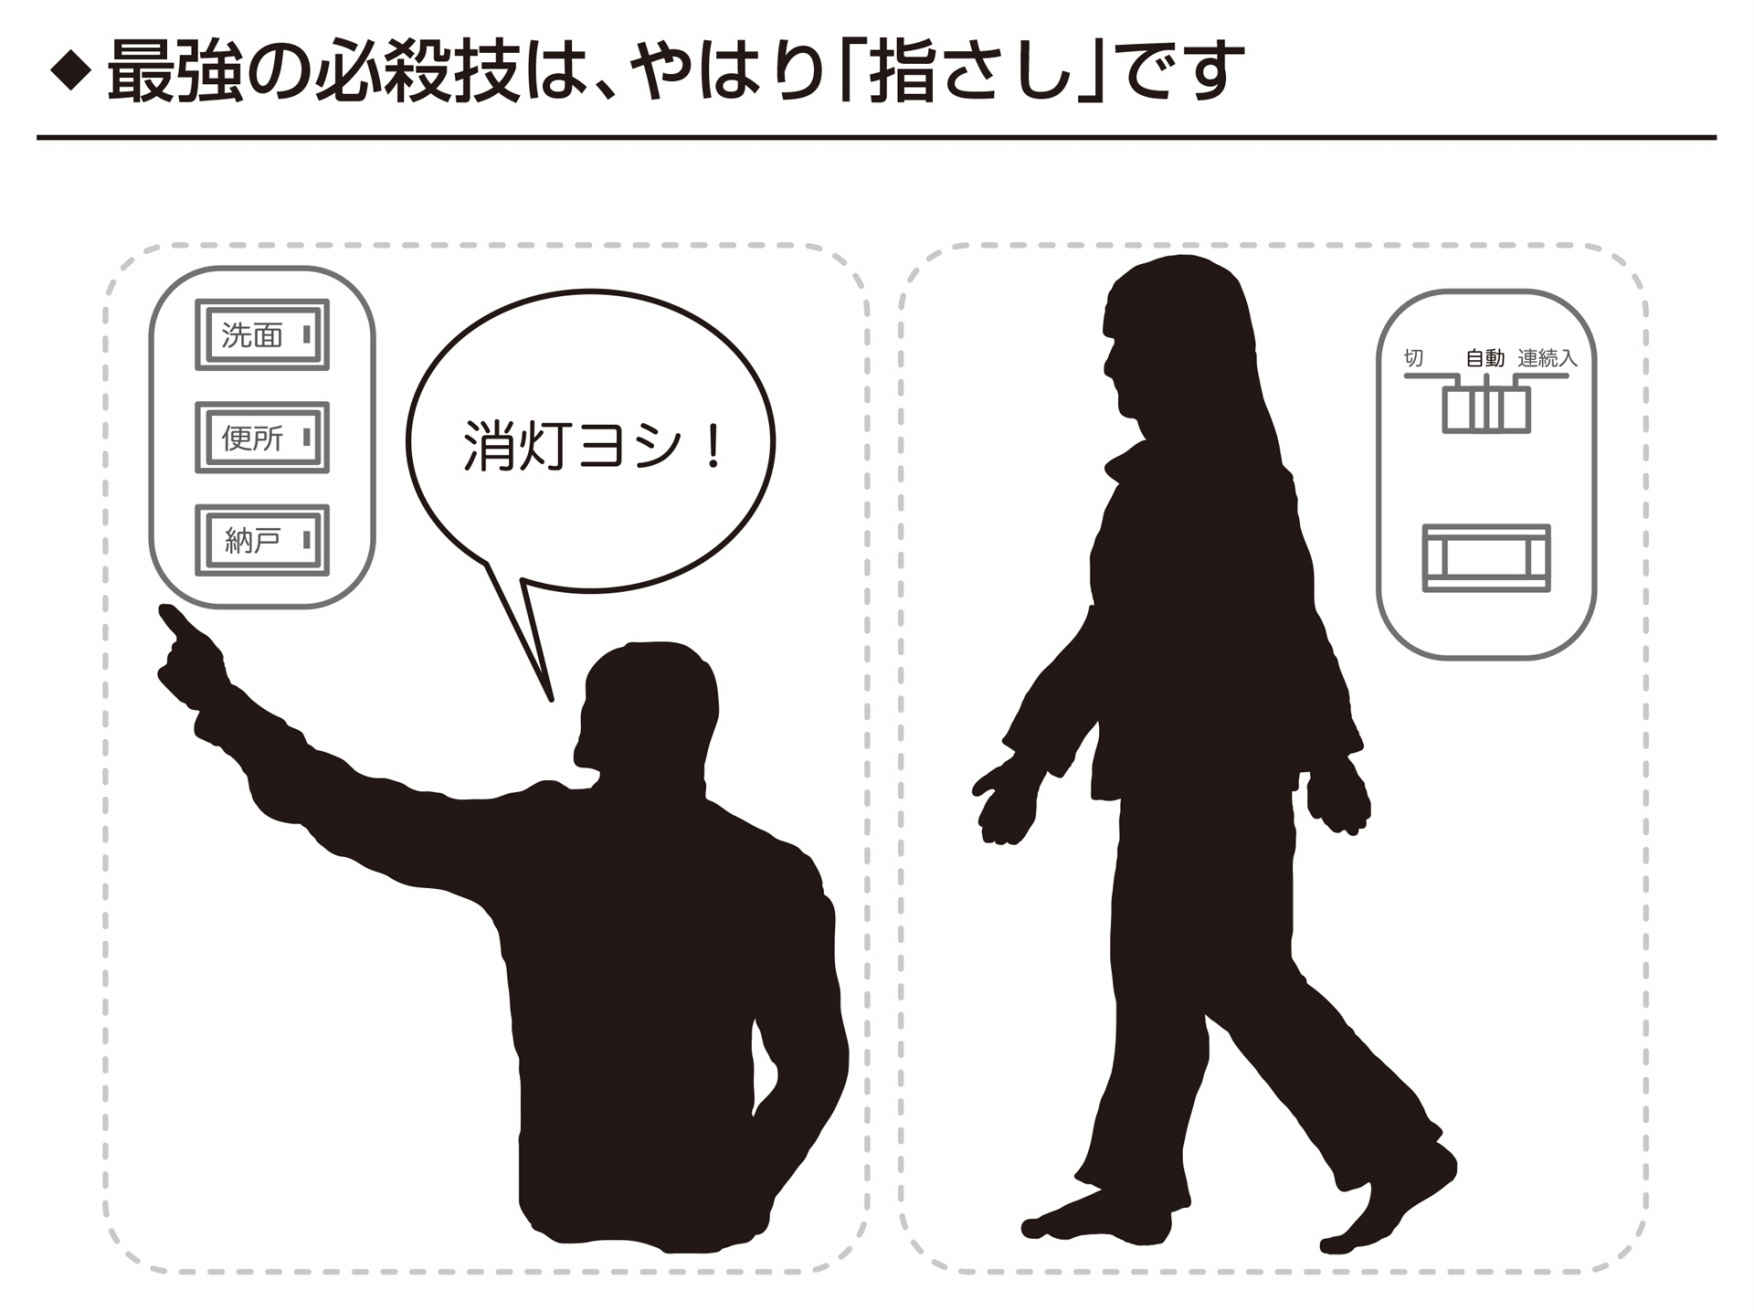 ◆最強の必殺技は、やはり「指さし」です
洗面
便所
納戸
消灯ヨシ！
切 自動 連続入